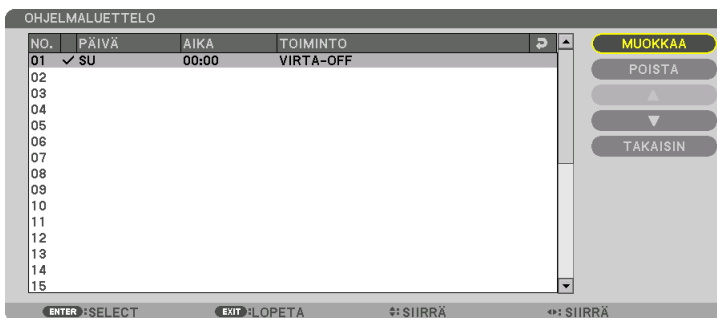 OHJELMALUETTELO
NO. PÄIVÄ AIKA TOIMINTO
01 ✓ SU 00:00 VIRTA-OFF
02
03
04
05
06
07
08
09
10
11
12
13
14
15
MUOKKAA
POISTA
TAKAISIN
ENTER:SELECT EXIT:LOPETA :SIIRRÄ :SIIRRÄ